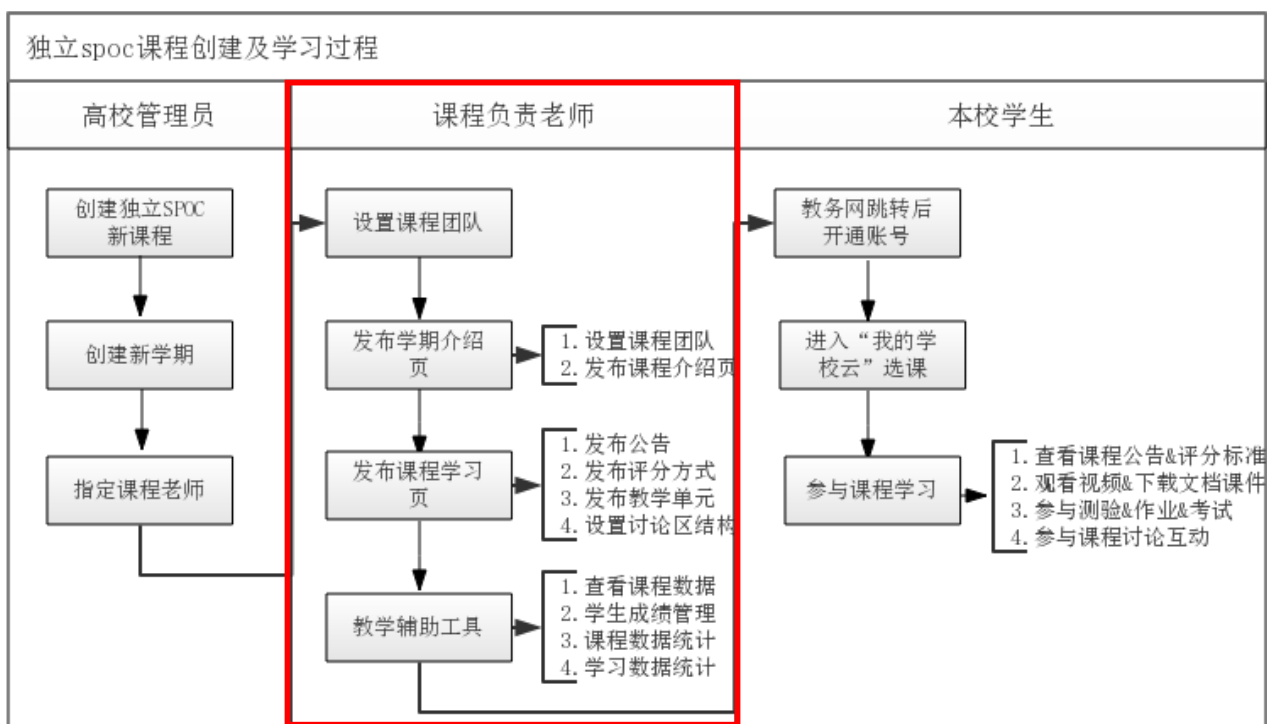 独立spoc课程创建及学习过程
高校管理员
课程负责老师
本校学生
创建独立SPOC
新课程
创建新学期
指定课程老师
设置课程团队
发布学期介绍
页
1. 设置课程团队
2. 发布课程介绍页
发布课程学习
页
1. 发布公告
2. 发布评分方式
3. 发布教学单元
4. 设置讨论区结构
教学辅助工具
1. 查看课程数据
2. 学生成绩管理
3. 课程数据统计
4. 学习数据统计
教务网跳转后
开通账号
进入“我的学
校云”选课
参与课程学习
1. 查看课程公告&评分标准
2. 观看视频&下载文档课件
3. 参与测验&作业&考试
4. 参与课程讨论互动